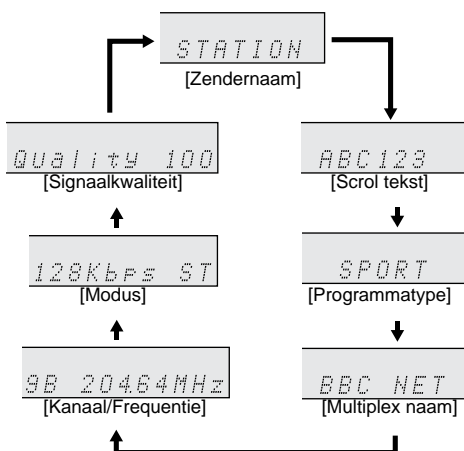 STATION
[Zendernaam]
Quality 100
[Signaalkwaliteit]
ABC123
[Scrol tekst]
128Kbps ST
[Modus]
SPORT
[Programmatype]
9B 204.64MHz
[Kanaal/Frequentie]
BBC NET
[Multiplex naam]